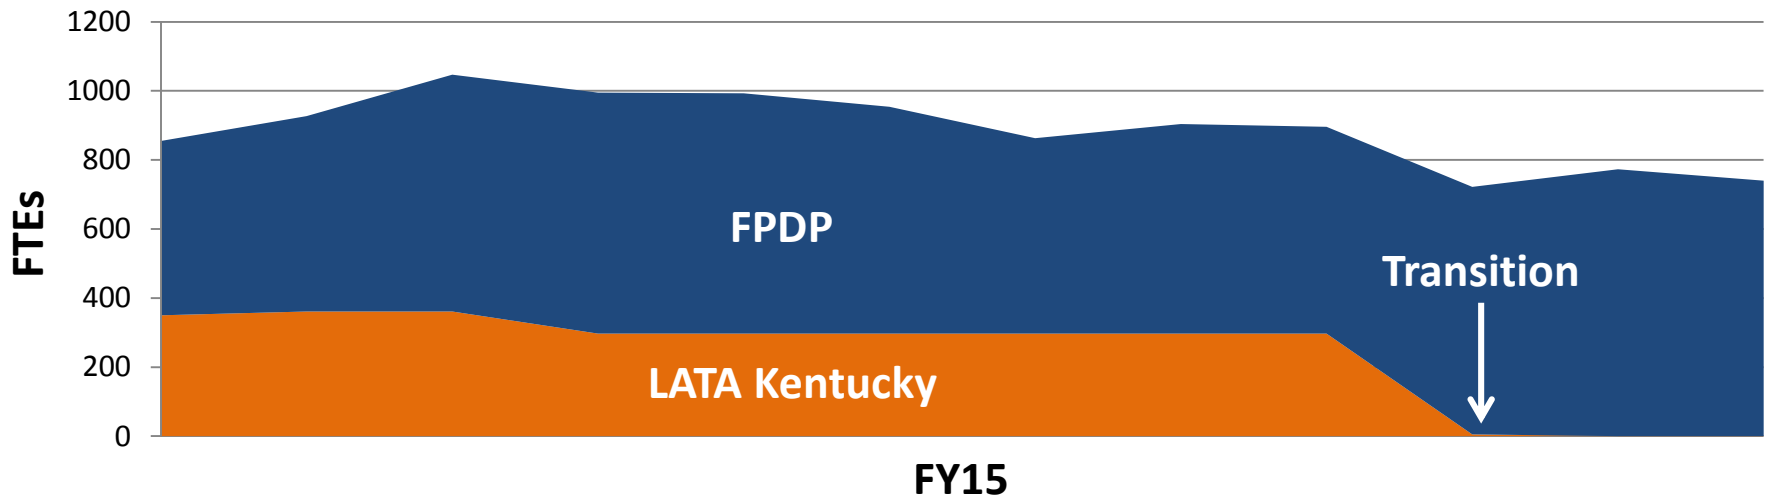 1200
1000
800
600
400
200
0
FTEs
FPDP
Transition
LATA Kentucky
FY15